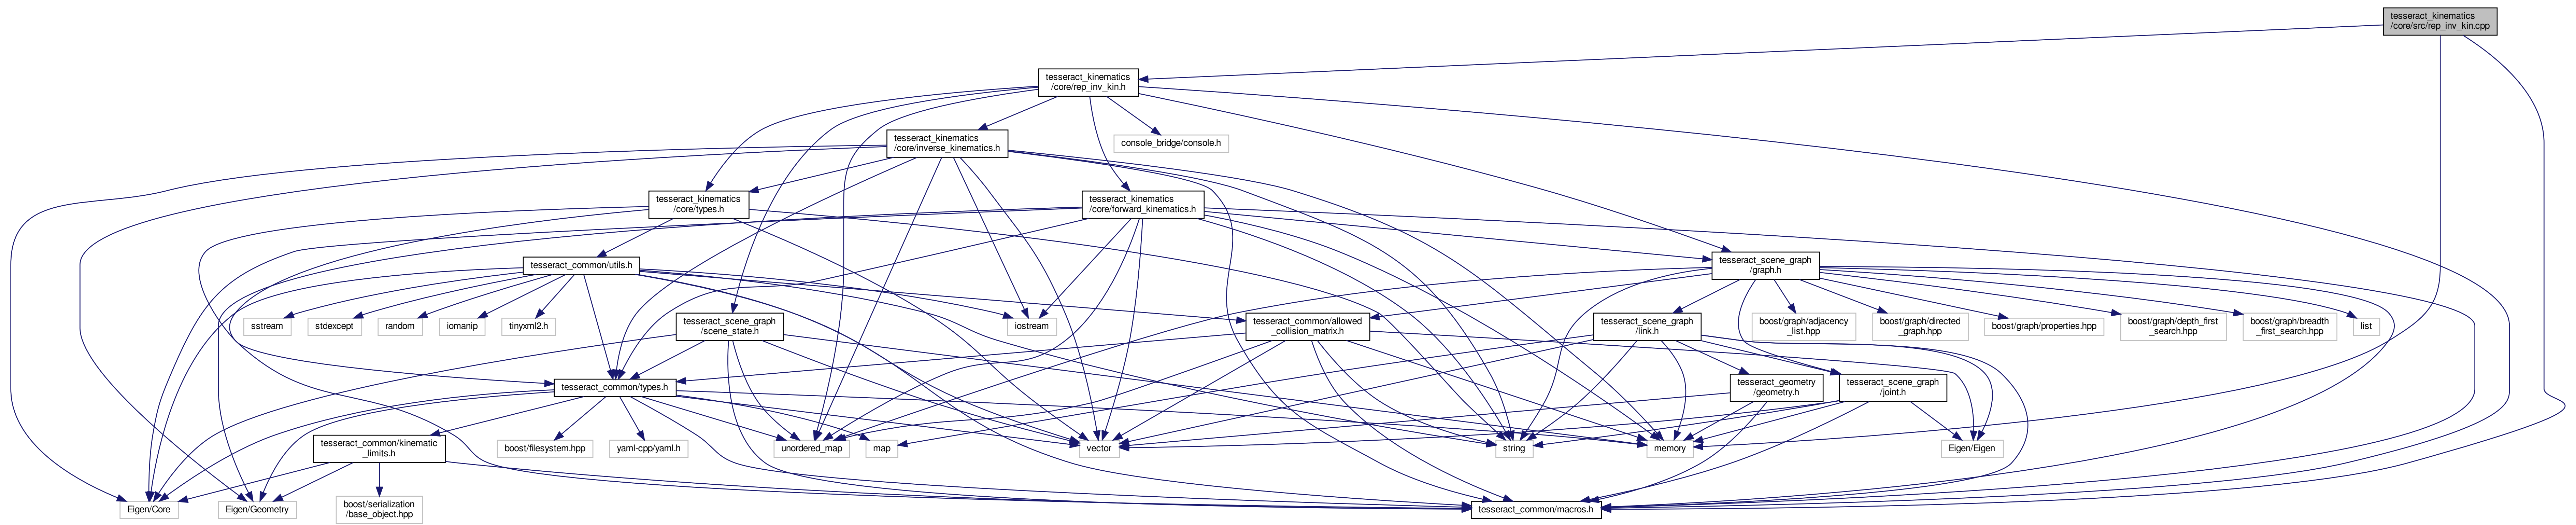 tesseract_kinematics
/core/src/rep_inv_kin.cpp
tesseract_kinematics
/core/rep_inv_kin.h
tesseract_kinematics
/core/inverse_kinematics.h
console_bridge/console.h
tesseract_kinematics
/core/types.h
tesseract_kinematics
/core/forward_kinematics.h
tesseract_common/utils.h
tesseract_scene_graph
/graph.h
sstream
stdexcept
random
iomanip
tinyxml2.h
tesseract_scene_graph
/scene_state.h
iostream
tesseract_common/allowed
_collision_matrix.h
tesseract_scene_graph
/link.h
boost/graph/adjacency
_list.hpp
boost/graph/directed
_graph.hpp
boost/graph/properties.hpp
boost/graph/depth_first
_search.hpp
boost/graph/breadth
_first_search.hpp
list
tesseract_common/types.h
tesseract_geometry
/geometry.h
tesseract_scene_graph
/joint.h
tesseract_common/kinematic
_limits.h
boost/filesystem.hpp
yaml-cpp/yaml.h
unordered_map
map
vector
string
memory
Eigen/Eigen
Eigen/Core
Eigen/Geometry
boost/serialization
/base_object.hpp
tesseract_common/macros.h